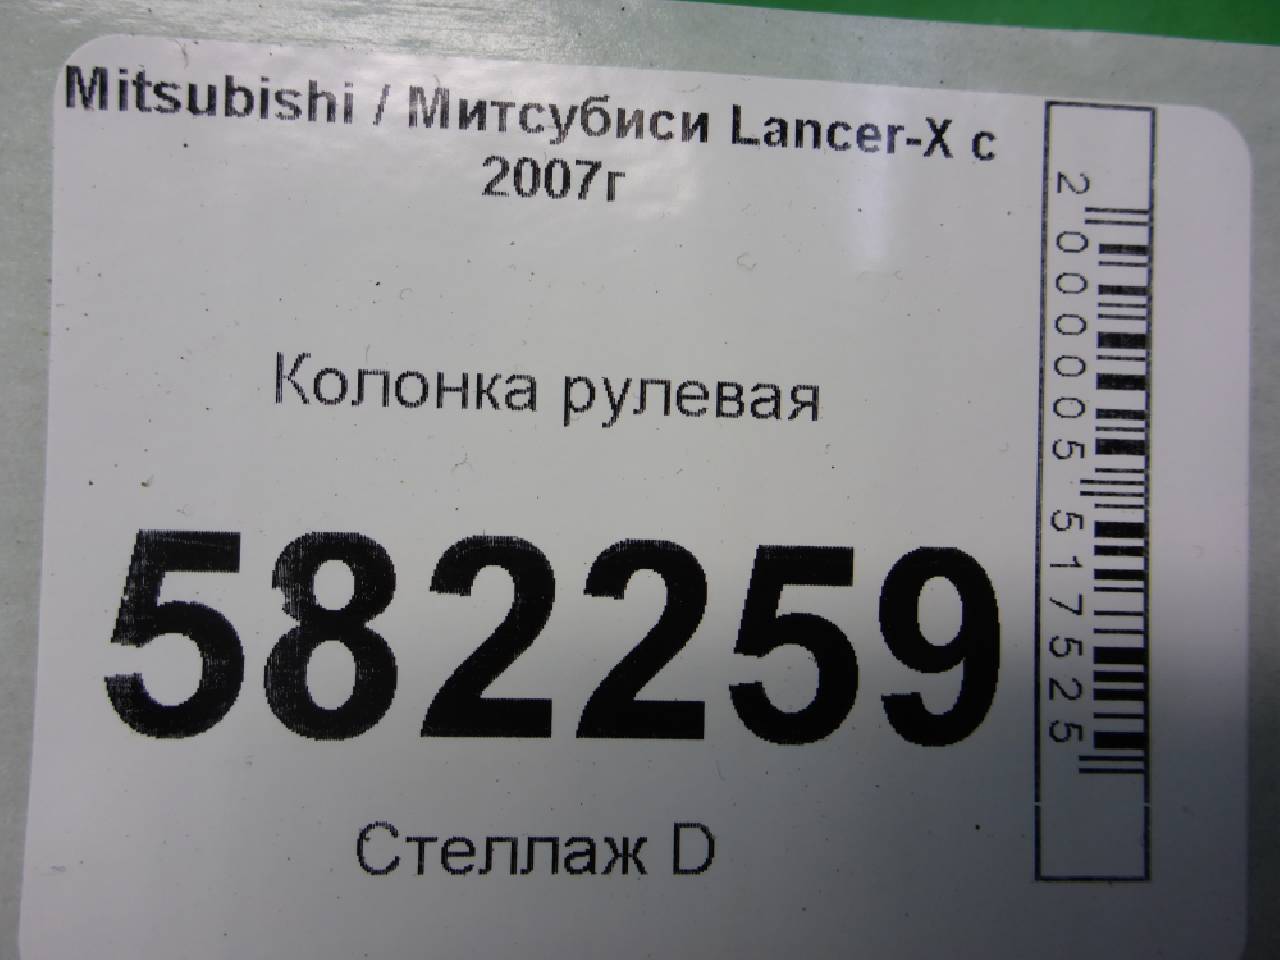 Mitsubishi / Митсубиси Lancer-X с
2007г
Колонка рулевая
582259
Стеллаж D
2 000005 517525